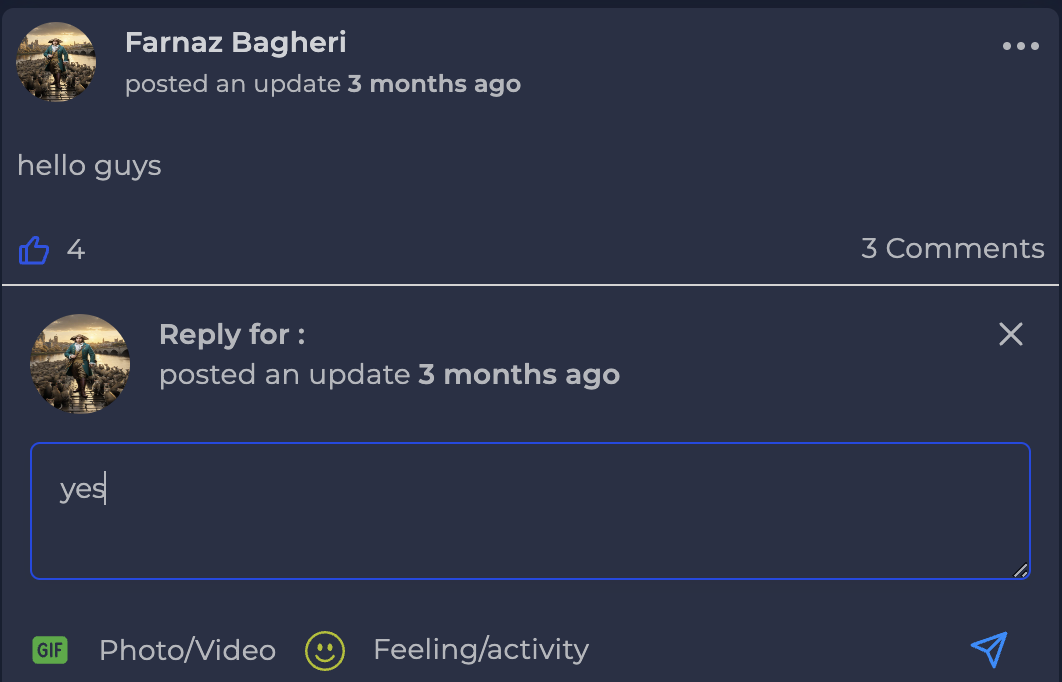 Farnaz Bagheri
posted an update 3 months ago
hello guys
4
3 Comments
Reply for :
posted an update 3 months ago
yes
GIF Photo/Video Feeling/activity